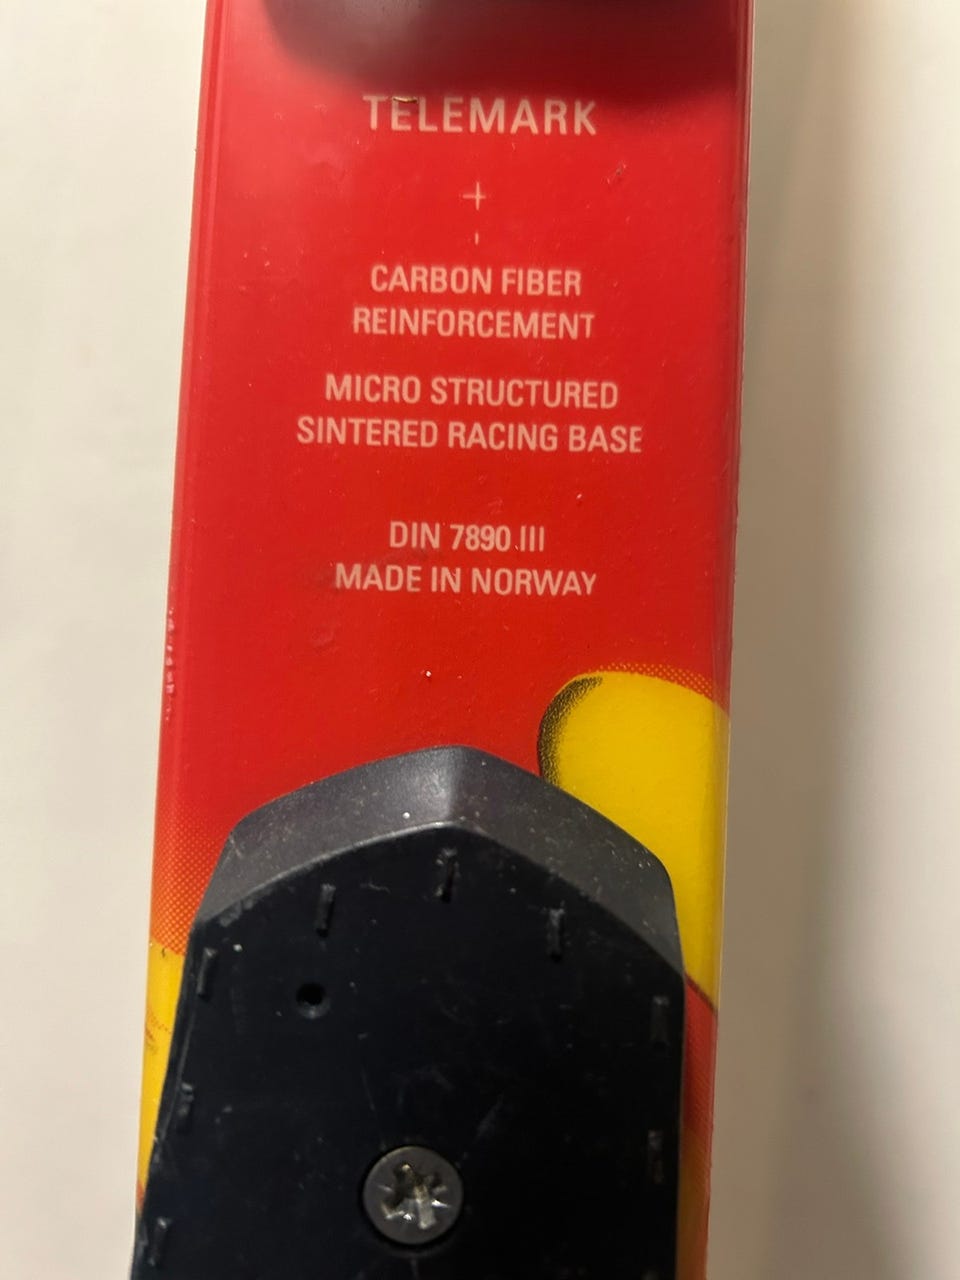 TELEMARK
CARBON FIBER
REINFORCEMENT
MICRO STRUCTURED
SINTERED RACING BASE
DIN 7890.III
MADE IN NORWAY